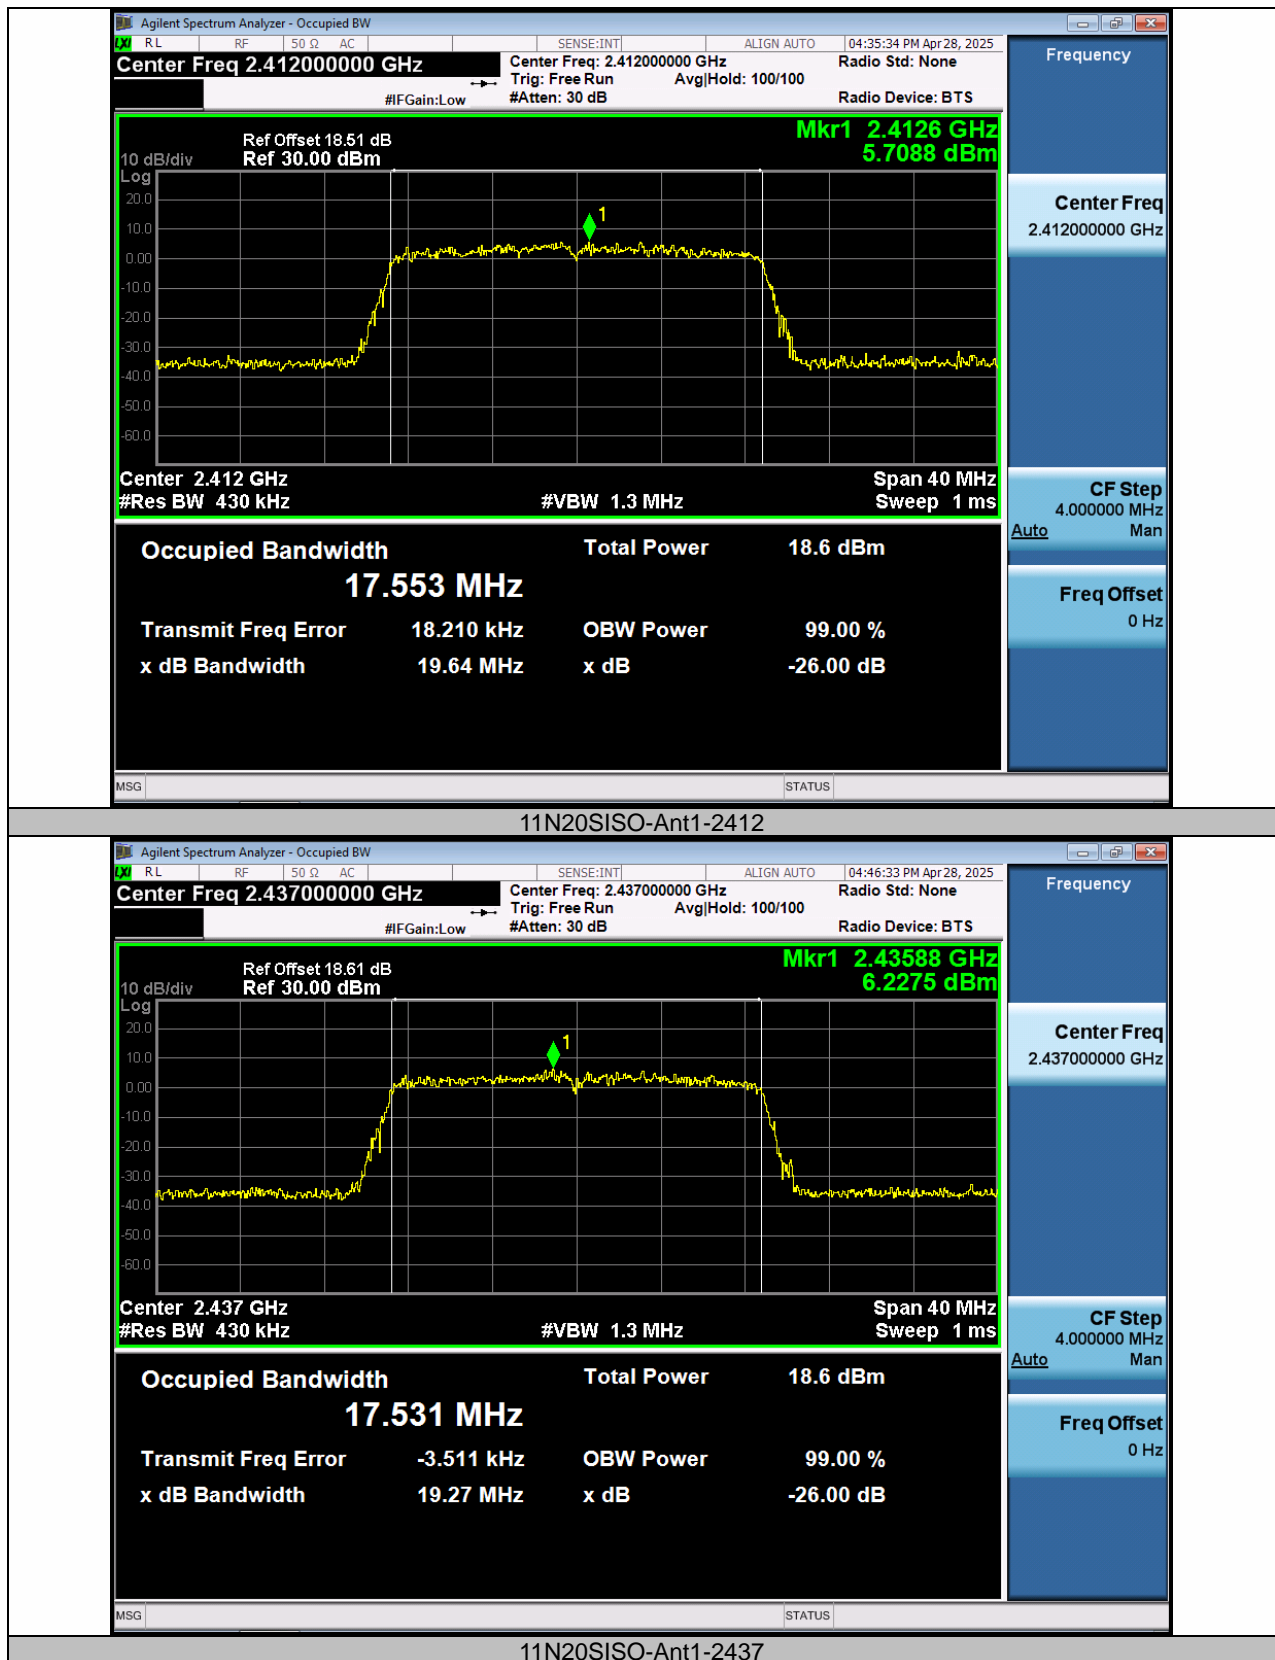 Agilent Spectrum Analyzer - Occupied BW
LXI RL RF 50 Ω AC SENSE:INT ALIGN AUTO 04:35:34 PM Apr 28, 2025
Center Freq 2.412000000 GHz Center Freq: 2.412000000 GHz Radio Std: None
Trig: Free Run Avg|Hold: 100/100
#IFGain:Low #Atten: 30 dB Radio Device: BTS
Frequency
Mkr1 2.4126 GHz
5.7088 dBm
Ref Offset 18.51 dB
10 dB/div Ref 30.00 dBm
Log
20.0
10.0
0.00
-10.0
-20.0
-30.0
-40.0
-50.0
-60.0
1
Center 2.412 GHz Span 40 MHz
#Res BW 430 kHz #VBW 1.3 MHz Sweep 1 ms
Center Freq
2.412000000 GHz
CF Step
4.000000 MHz
Auto Man
Freq Offset
0 Hz
Occupied Bandwidth Total Power 18.6 dBm
17.553 MHz
Transmit Freq Error 18.210 kHz OBW Power 99.00 %
x dB Bandwidth 19.64 MHz x dB -26.00 dB
MSG STATUS
11N20SISO-Ant1-2412
Agilent Spectrum Analyzer - Occupied BW
LXI RL RF 50 Ω AC SENSE:INT ALIGN AUTO 04:46:33 PM Apr 28, 2025
Center Freq 2.437000000 GHz Center Freq: 2.437000000 GHz Radio Std: None
Trig: Free Run Avg|Hold: 100/100
#IFGain:Low #Atten: 30 dB Radio Device: BTS
Frequency
Mkr1 2.43588 GHz
6.2275 dBm
Ref Offset 18.61 dB
10 dB/div Ref 30.00 dBm
Log
20.0
10.0
0.00
-10.0
-20.0
-30.0
-40.0
-50.0
-60.0
1
Center 2.437 GHz Span 40 MHz
#Res BW 430 kHz #VBW 1.3 MHz Sweep 1 ms
Center Freq
2.437000000 GHz
CF Step
4.000000 MHz
Auto Man
Freq Offset
0 Hz
Occupied Bandwidth Total Power 18.6 dBm
17.531 MHz
Transmit Freq Error -3.511 kHz OBW Power 99.00 %
x dB Bandwidth 19.27 MHz x dB -26.00 dB
MSG STATUS
11N20SISO-Ant1-2437